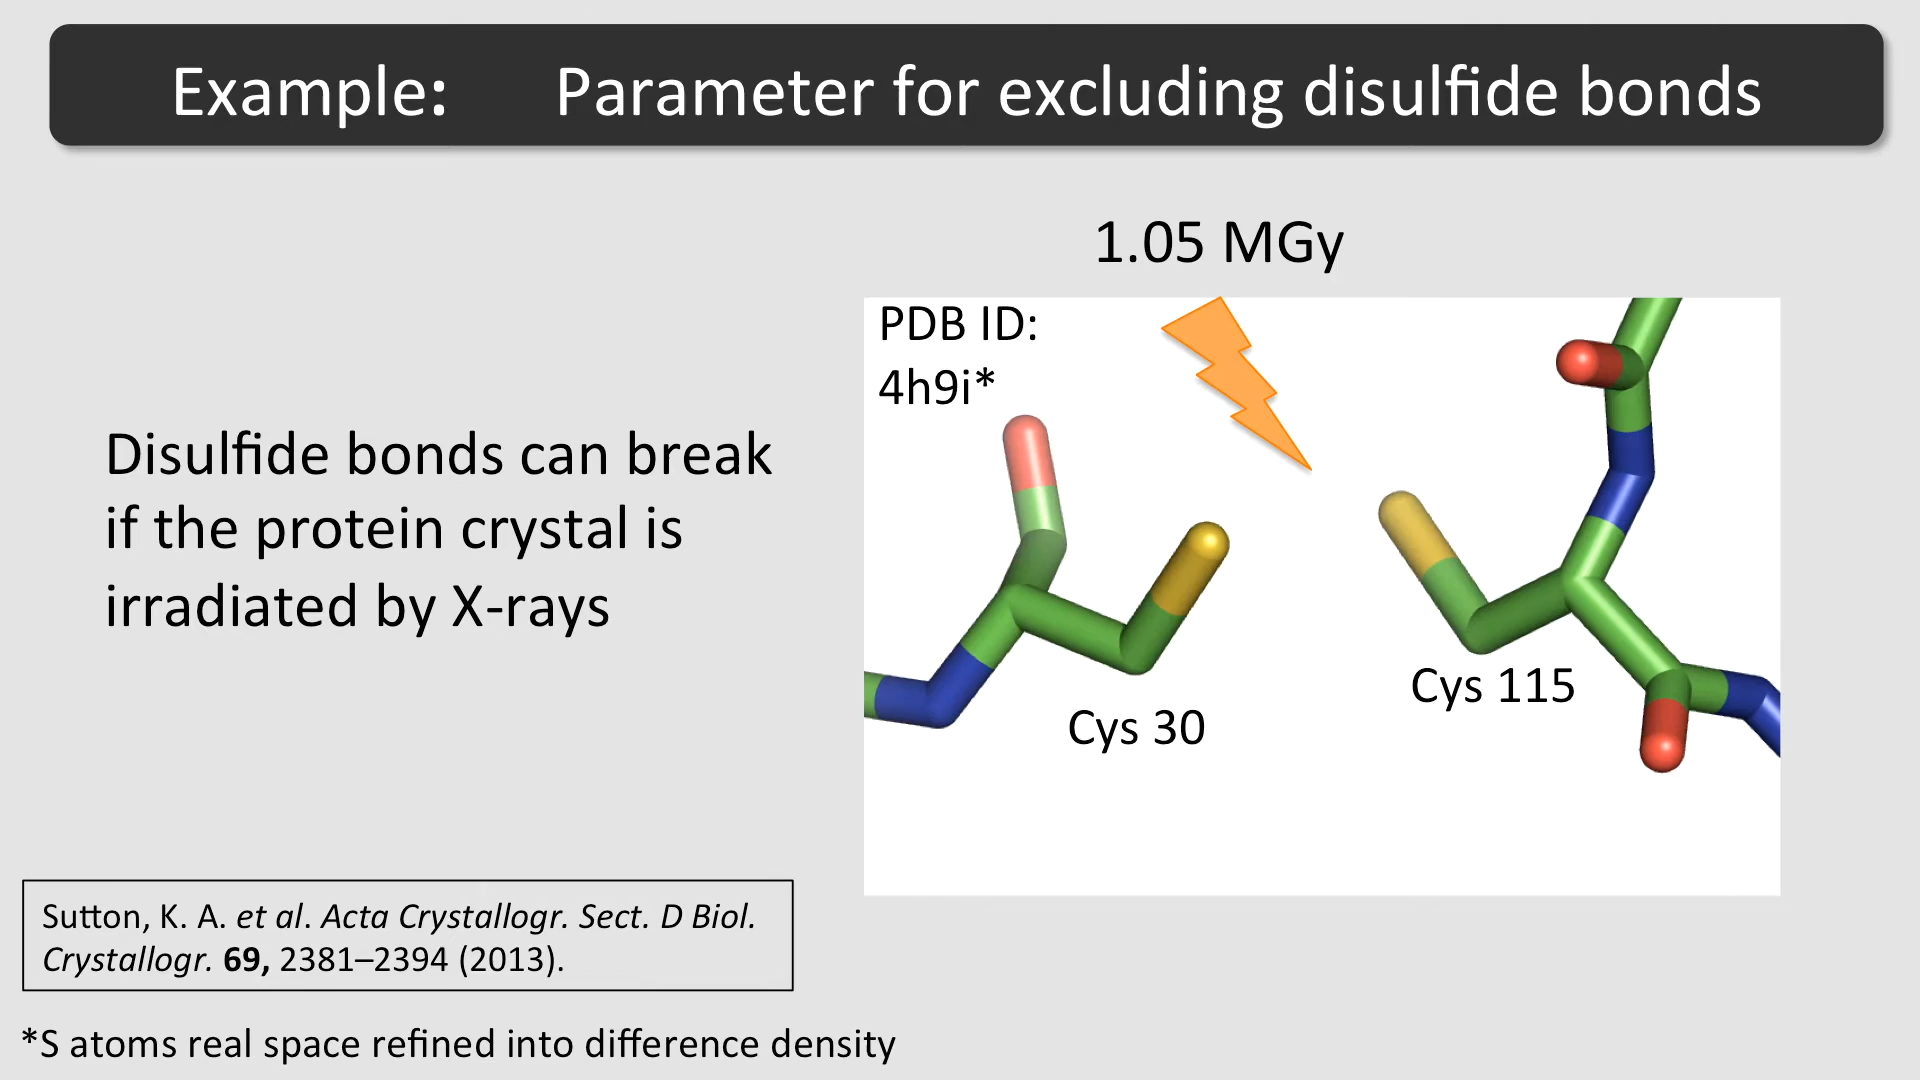 Example: Parameter for excluding disulfide bonds
1.05 MGy
PDB ID:
4h9i*
Disulfide bonds can break
if the protein crystal is
irradiated by X-rays
Cys 115
Cys 30
Sutton, K. A. et al. Acta Crystallogr. Sect. D Biol.
Crystallogr. 69, 2381–2394 (2013).
*S atoms real space refined into difference density